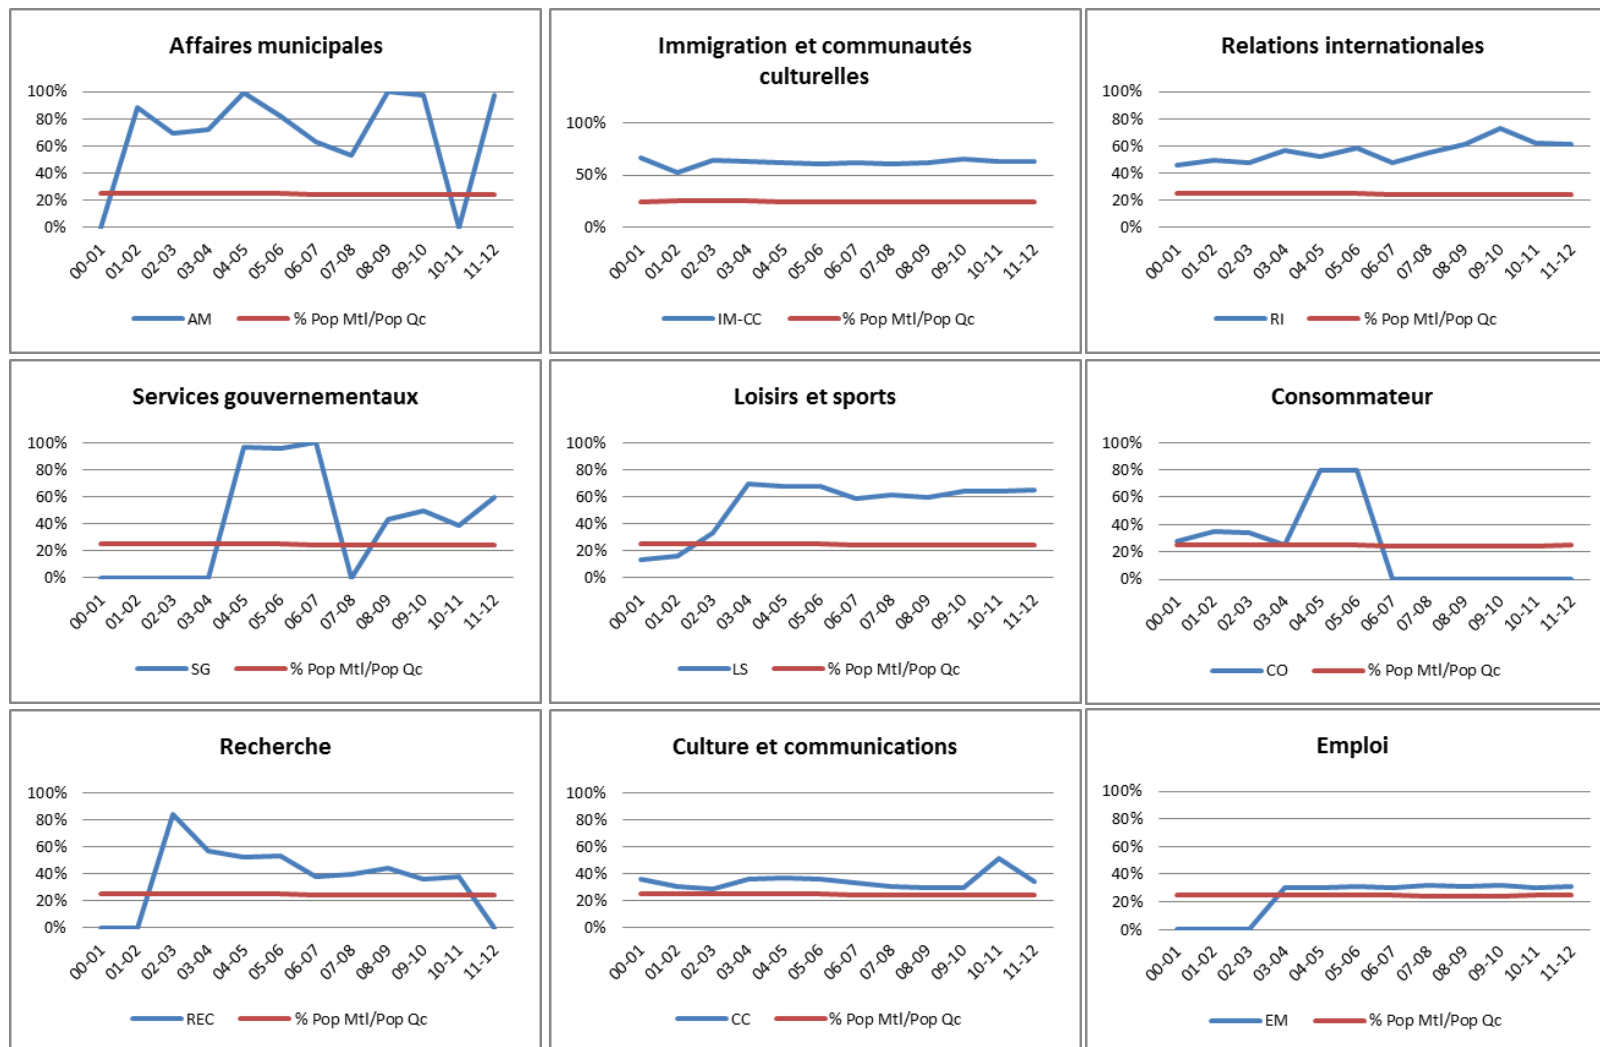 Affaires municipales
100%
80%
60%
40%
20%
0%
00-01 01-02 02-03 03-04 04-05 05-06 06-07 07-08 08-09 09-10 10-11 11-12
AM % Pop Mtl/Pop Qc
Immigration et communautés
culturelles
100%
50%
0%
00-01 01-02 02-03 03-04 04-05 05-06 06-07 07-08 08-09 09-10 10-11 11-12
IM-CC % Pop Mtl/Pop Qc
Relations internationales
100%
80%
60%
40%
20%
0%
00-01 01-02 02-03 03-04 04-05 05-06 06-07 07-08 08-09 09-10 10-11 11-12
RI % Pop Mtl/Pop Qc
Services gouvernementaux
100%
80%
60%
40%
20%
0%
00-01 01-02 02-03 03-04 04-05 05-06 06-07 07-08 08-09 09-10 10-11 11-12
SG % Pop Mtl/Pop Qc
Loisirs et sports
100%
80%
60%
40%
20%
0%
00-01 01-02 02-03 03-04 04-05 05-06 06-07 07-08 08-09 09-10 10-11 11-12
LS % Pop Mtl/Pop Qc
Consommateur
100%
80%
60%
40%
20%
0%
00-01 01-02 02-03 03-04 04-05 05-06 06-07 07-08 08-09 09-10 10-11 11-12
CO % Pop Mtl/Pop Qc
Recherche
100%
80%
60%
40%
20%
0%
00-01 01-02 02-03 03-04 04-05 05-06 06-07 07-08 08-09 09-10 10-11 11-12
REC % Pop Mtl/Pop Qc
Culture et communications
100%
80%
60%
40%
20%
0%
00-01 01-02 02-03 03-04 04-05 05-06 06-07 07-08 08-09 09-10 10-11 11-12
CC % Pop Mtl/Pop Qc
Emploi
100%
80%
60%
40%
20%
0%
00-01 01-02 02-03 03-04 04-05 05-06 06-07 07-08 08-09 09-10 10-11 11-12
EM % Pop Mtl/Pop Qc